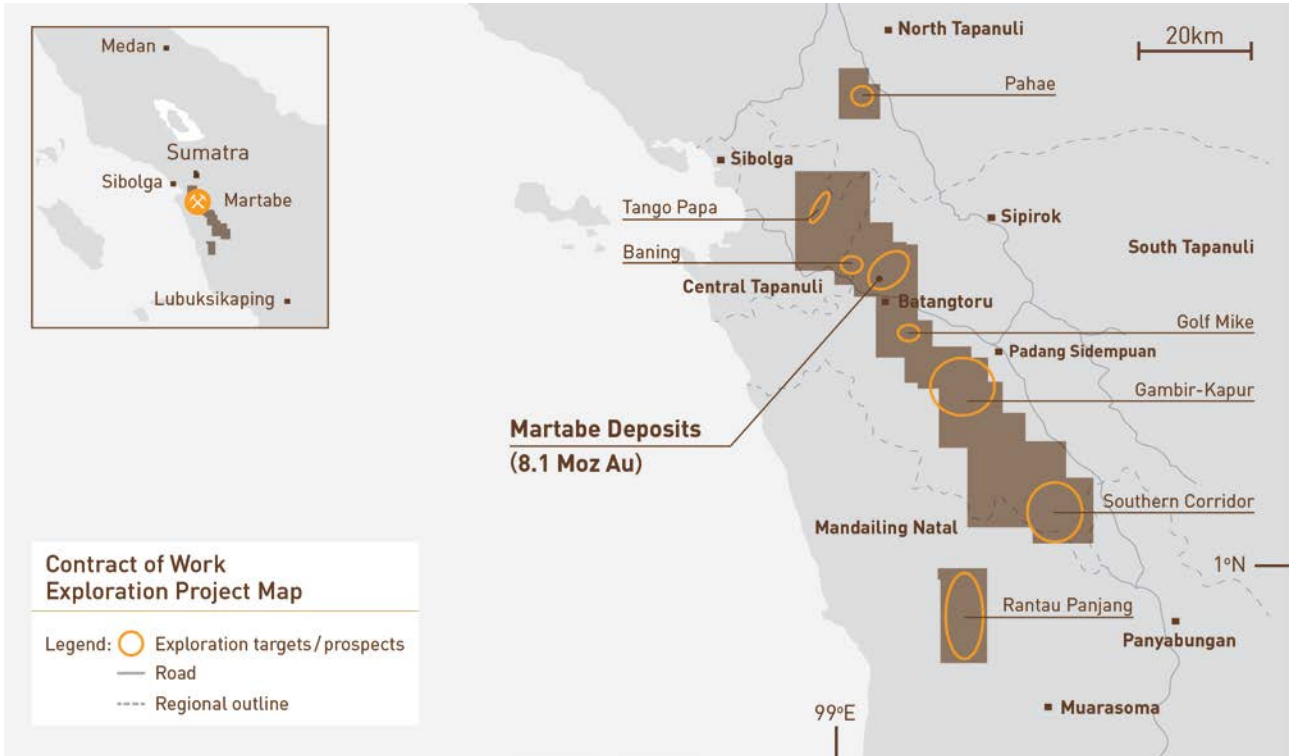 Medan
Sumatra
Sibolga
Martabe
Lubuksikaping
North Tapanuli
20km
Pahae
Sibolga
Tango Papa
Sipirok
Baning
South Tapanuli
Central Tapanuli
Batangtoru
Golf Mike
Padang Sidempuan
Gambir-Kapur
Martabe Deposits
(8.1 Moz Au)
Southern Corridor
Mandailing Natal
1ºN
Rantau Panjang
Panyabungan
Muarasoma
99ºE
Contract of Work
Exploration Project Map
Legend: Exploration targets/prospects
Road
Regional outline